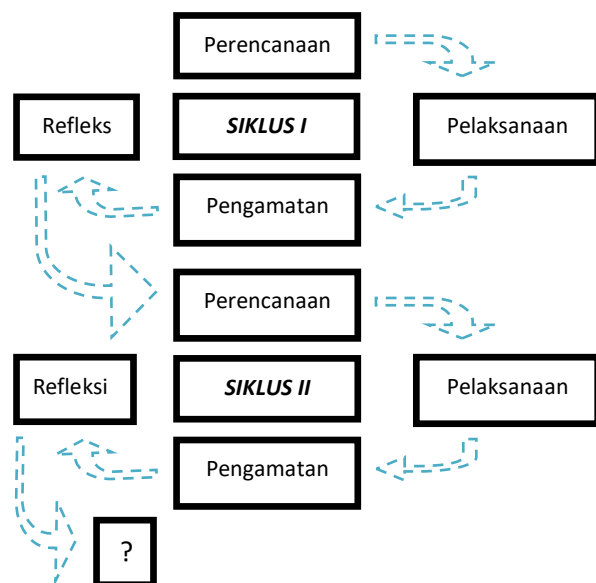 Perencanaan
Refleks
SIKLUS I
Pelaksanaan
Pengamatan
Perencanaan
Refleksi
SIKLUS II
Pelaksanaan
Pengamatan
?